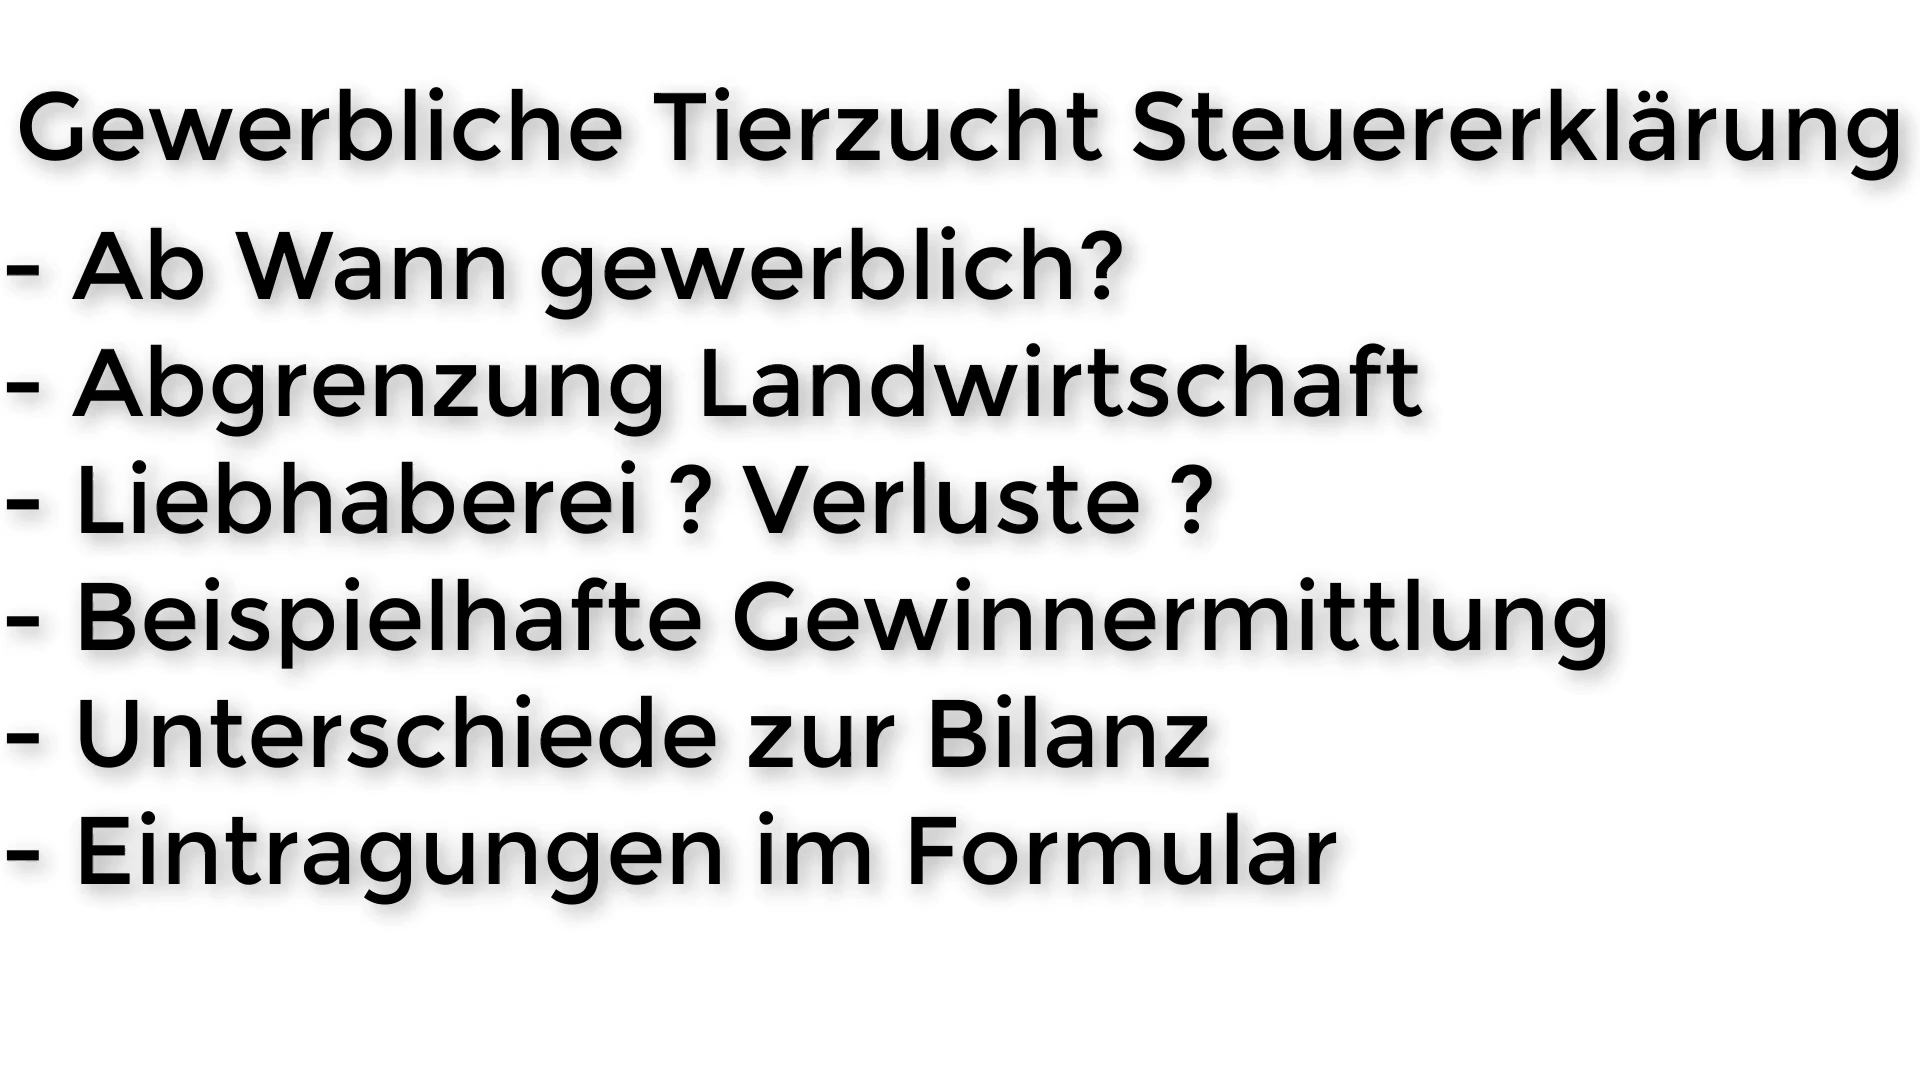 Gewerbliche Tierzucht Steuererklärung
- Ab Wann gewerblich?
- Abgrenzung Landwirtschaft
- Liebhaberei ? Verluste ?
- Beispielhafte Gewinnermittlung
- Unterschiede zur Bilanz
- Eintragungen im Formular